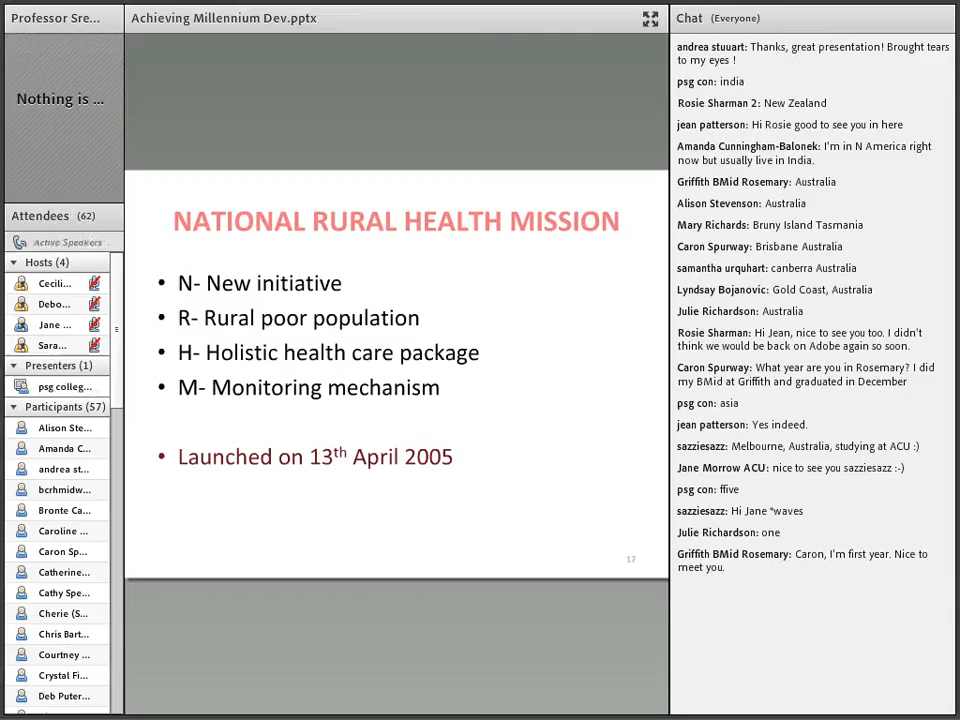 Professor Sre...
Nothing is ...
Attendees (62)
Active Speakers
Hosts (4)
Cecili...
Debo...
Jane ...
Sara...
Presenters (1)
psg colleg...
Participants (57)
Alison Ste...
Amanda C...
andrea st...
bcrhmidw...
Bronte Ca...
Caroline ...
Caron Sp...
Catherine...
Cathy Spe...
Cherie (S...
Chris Bart...
Courtney ...
Crystal Fi...
Deb Puter...
Achieving Millennium Dev.pptx
NATIONAL RURAL HEALTH MISSION
• N- New initiative
• R- Rural poor population
• H- Holistic health care package
• M- Monitoring mechanism
• Launched on 13th April 2005
17
Chat (Everyone)
andrea stuuart: Thanks, great presentation! Brought tears
to my eyes !
psg con: india
Rosie Sharman 2: New Zealand
jean patterson: Hi Rosie good to see you in here
Amanda Cunningham-Balonek: I'm in N America right
now but usually live in India.
Griffith BMid Rosemary: Australia
Alison Stevenson: Australia
Mary Richards: Bruny Island Tasmania
Caron Spurway: Brisbane Australia
samantha urquhart: canberra Australia
Lyndsay Bojanovic: Gold Coast, Australia
Julie Richardson: Australia
Rosie Sharman: Hi Jean, nice to see you too. I didn't
think we would be back on Adobe again so soon.
Caron Spurway: What year are you in Rosemary? I did
my BMid at Griffith and graduated in December
psg con: asia
jean patterson: Yes indeed.
sazziesazz: Melbourne, Australia, studying at ACU :)
Jane Morrow ACU: nice to see you sazziesazz :-)
psg con: ffive
sazziesazz: Hi Jane *waves
Julie Richardson: one
Griffith BMid Rosemary: Caron, I'm first year. Nice to
meet you.